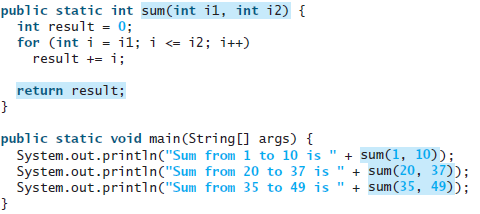 public static int sum(int i1, int i2) {
  int result = 0;
  for (int i = i1; i <= i2; i++)
    result += i;

  return result;
}

public static void main(String[] args) {
  System.out.println("Sum from 1 to 10 is " + sum(1, 10));
  System.out.println("Sum from 20 to 37 is " + sum(20, 37));
  System.out.println("Sum from 35 to 49 is " + sum(35, 49));
}